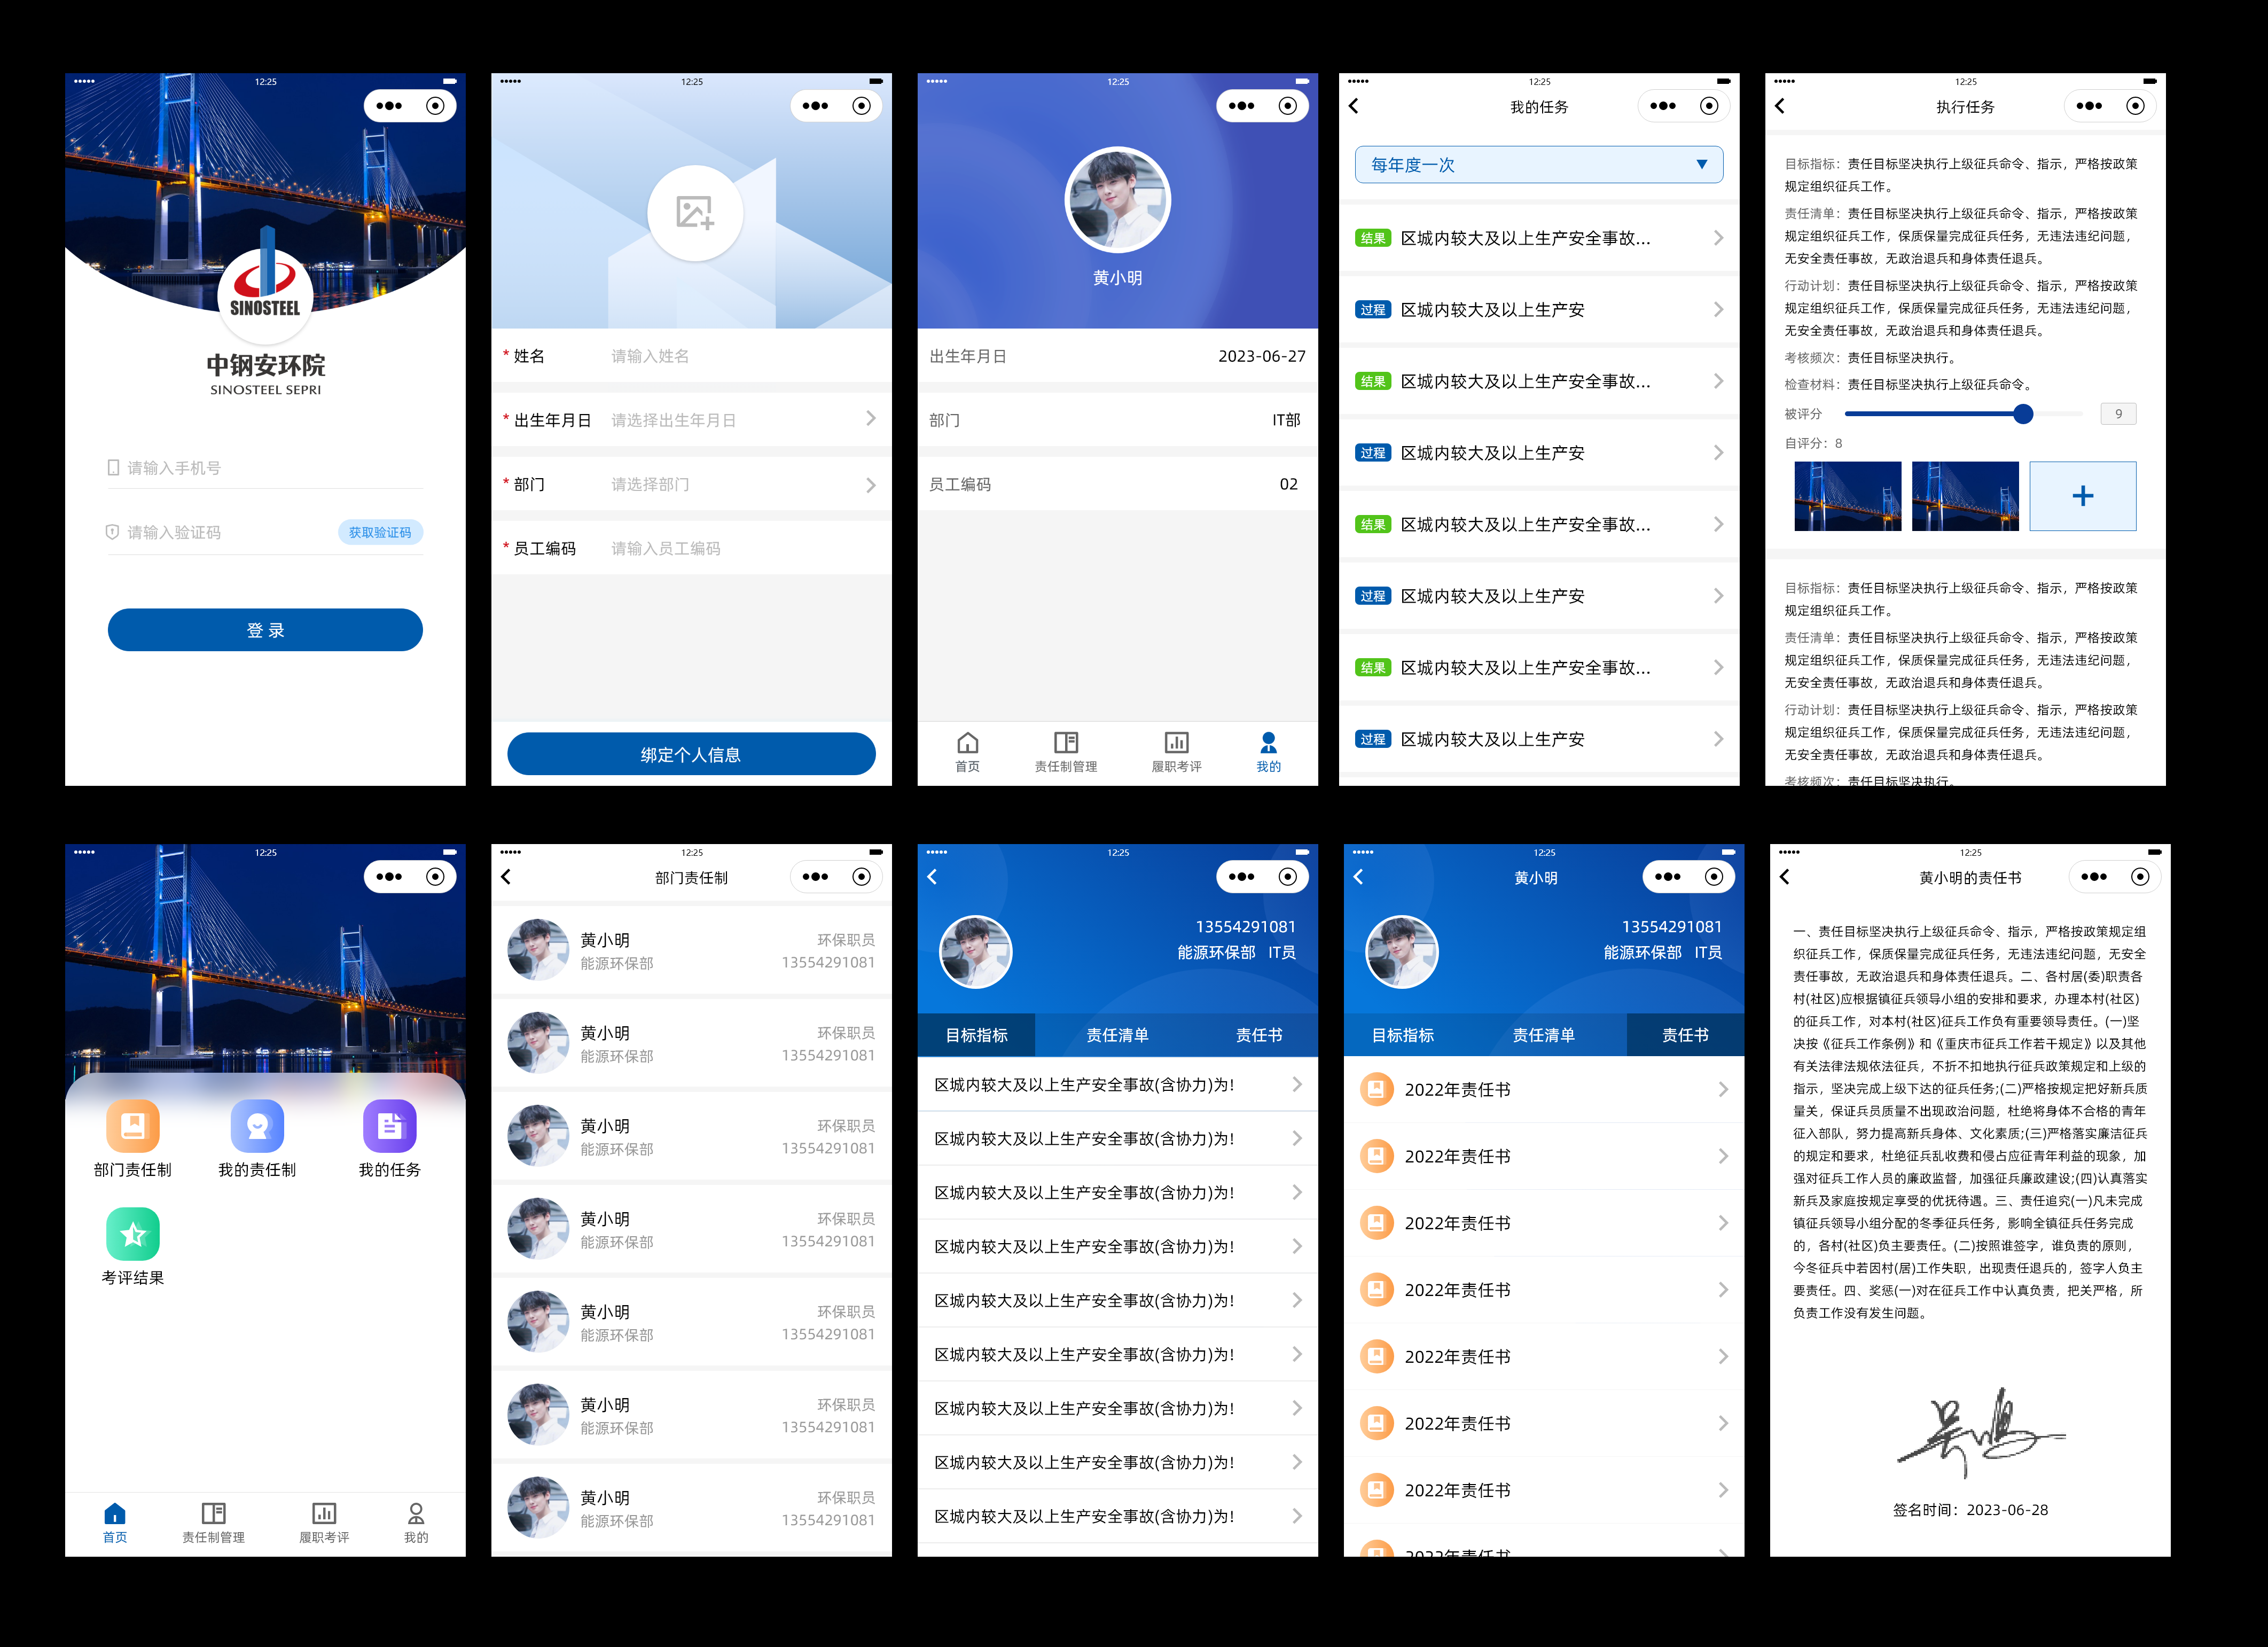 12:25
SINOSTEEL
中钢安环院
SINOSTEEL SEPRI
请输入手机号
请输入验证码 获取验证码
登 录
12:25
* 姓名 请输入姓名
* 出生年月日 请选择出生年月日
* 部门 请选择部门
* 员工编码 请输入员工编码
绑定个人信息
12:25
黄小明
出生年月日 2023-06-27
部门 IT部
员工编码 02
首页 责任制管理 履职考评 我的
12:25
我的任务
每年度一次
结果 区城内较大及以上生产安全事故...
过程 区城内较大及以上生产安
结果 区城内较大及以上生产安全事故...
过程 区城内较大及以上生产安
结果 区城内较大及以上生产安全事故...
过程 区城内较大及以上生产安
结果 区城内较大及以上生产安全事故...
过程 区城内较大及以上生产安
12:25
执行任务
目标指标：责任目标坚决执行上级征兵命令、指示，严格按政策
规定组织征兵工作。
责任清单：责任目标坚决执行上级征兵命令、指示，严格按政策
规定组织征兵工作，保质保量完成征兵任务，无违法违纪问题，
无安全责任事故，无政治退兵和身体责任退兵。
行动计划：责任目标坚决执行上级征兵命令、指示，严格按政策
规定组织征兵工作，保质保量完成征兵任务，无违法违纪问题，
无安全责任事故，无政治退兵和身体责任退兵。
考核频次：责任目标坚决执行。
检查材料：责任目标坚决执行上级征兵命令。
被评分 9
自评分：8
目标指标：责任目标坚决执行上级征兵命令、指示，严格按政策
规定组织征兵工作。
责任清单：责任目标坚决执行上级征兵命令、指示，严格按政策
规定组织征兵工作，保质保量完成征兵任务，无违法违纪问题，
无安全责任事故，无政治退兵和身体责任退兵。
行动计划：责任目标坚决执行上级征兵命令、指示，严格按政策
规定组织征兵工作，保质保量完成征兵任务，无违法违纪问题，
无安全责任事故，无政治退兵和身体责任退兵。
考核频次：责任目标坚决执行。
12:25
部门责任制 我的责任制 我的任务
考评结果
首页 责任制管理 履职考评 我的
12:25
部门责任制
黄小明 环保职员
能源环保部 13554291081
黄小明 环保职员
能源环保部 13554291081
黄小明 环保职员
能源环保部 13554291081
黄小明 环保职员
能源环保部 13554291081
黄小明 环保职员
能源环保部 13554291081
黄小明 环保职员
能源环保部 13554291081
黄小明 环保职员
能源环保部 13554291081
12:25
13554291081
能源环保部 IT员
目标指标 责任清单 责任书
区城内较大及以上生产安全事故(含协力)为!
区城内较大及以上生产安全事故(含协力)为!
区城内较大及以上生产安全事故(含协力)为!
区城内较大及以上生产安全事故(含协力)为!
区城内较大及以上生产安全事故(含协力)为!
区城内较大及以上生产安全事故(含协力)为!
区城内较大及以上生产安全事故(含协力)为!
区城内较大及以上生产安全事故(含协力)为!
区城内较大及以上生产安全事故(含协力)为!
12:25
黄小明
13554291081
能源环保部 IT员
目标指标 责任清单 责任书
2022年责任书
2022年责任书
2022年责任书
2022年责任书
2022年责任书
2022年责任书
2022年责任书
2022年责任书
12:25
黄小明的责任书
一、责任目标坚决执行上级征兵命令、指示，严格按政策规定组
织征兵工作，保质保量完成征兵任务，无违法违纪问题，无安全
责任事故，无政治退兵和身体责任退兵。二、各村居(委)职责各
村(社区)应根据镇征兵领导小组的安排和要求，办理本村(社区)
的征兵工作，对本村(社区)征兵工作负有重要领导责任。(一)坚
决按《征兵工作条例》和《重庆市征兵工作若干规定》以及其他
有关法律法规依法征兵，不折不扣地执行征兵政策规定和上级的
指示，坚决完成上级下达的征兵任务;(二)严格按规定把好新兵质
量关，保证兵员质量不出现政治问题，杜绝将身体不合格的青年
征入部队，努力提高新兵身体、文化素质;(三)严格落实廉洁征兵
的规定和要求，杜绝征兵乱收费和侵占应征青年利益的现象，加
强对征兵工作人员的廉政监督，加强征兵廉政建设;(四)认真落实
新兵及家庭按规定享受的优抚待遇。三、责任追究(一)凡未完成
镇征兵领导小组分配的冬季征兵任务，影响全镇征兵任务完成
的，各村(社区)负主要责任。(二)按照谁签字，谁负责的原则，
今冬征兵中若因村(居)工作失职，出现责任退兵的，签字人负主
要责任。四、奖惩(一)对在征兵工作中认真负责，把关严格，所
负责工作没有发生问题。
签名时间：2023-06-28